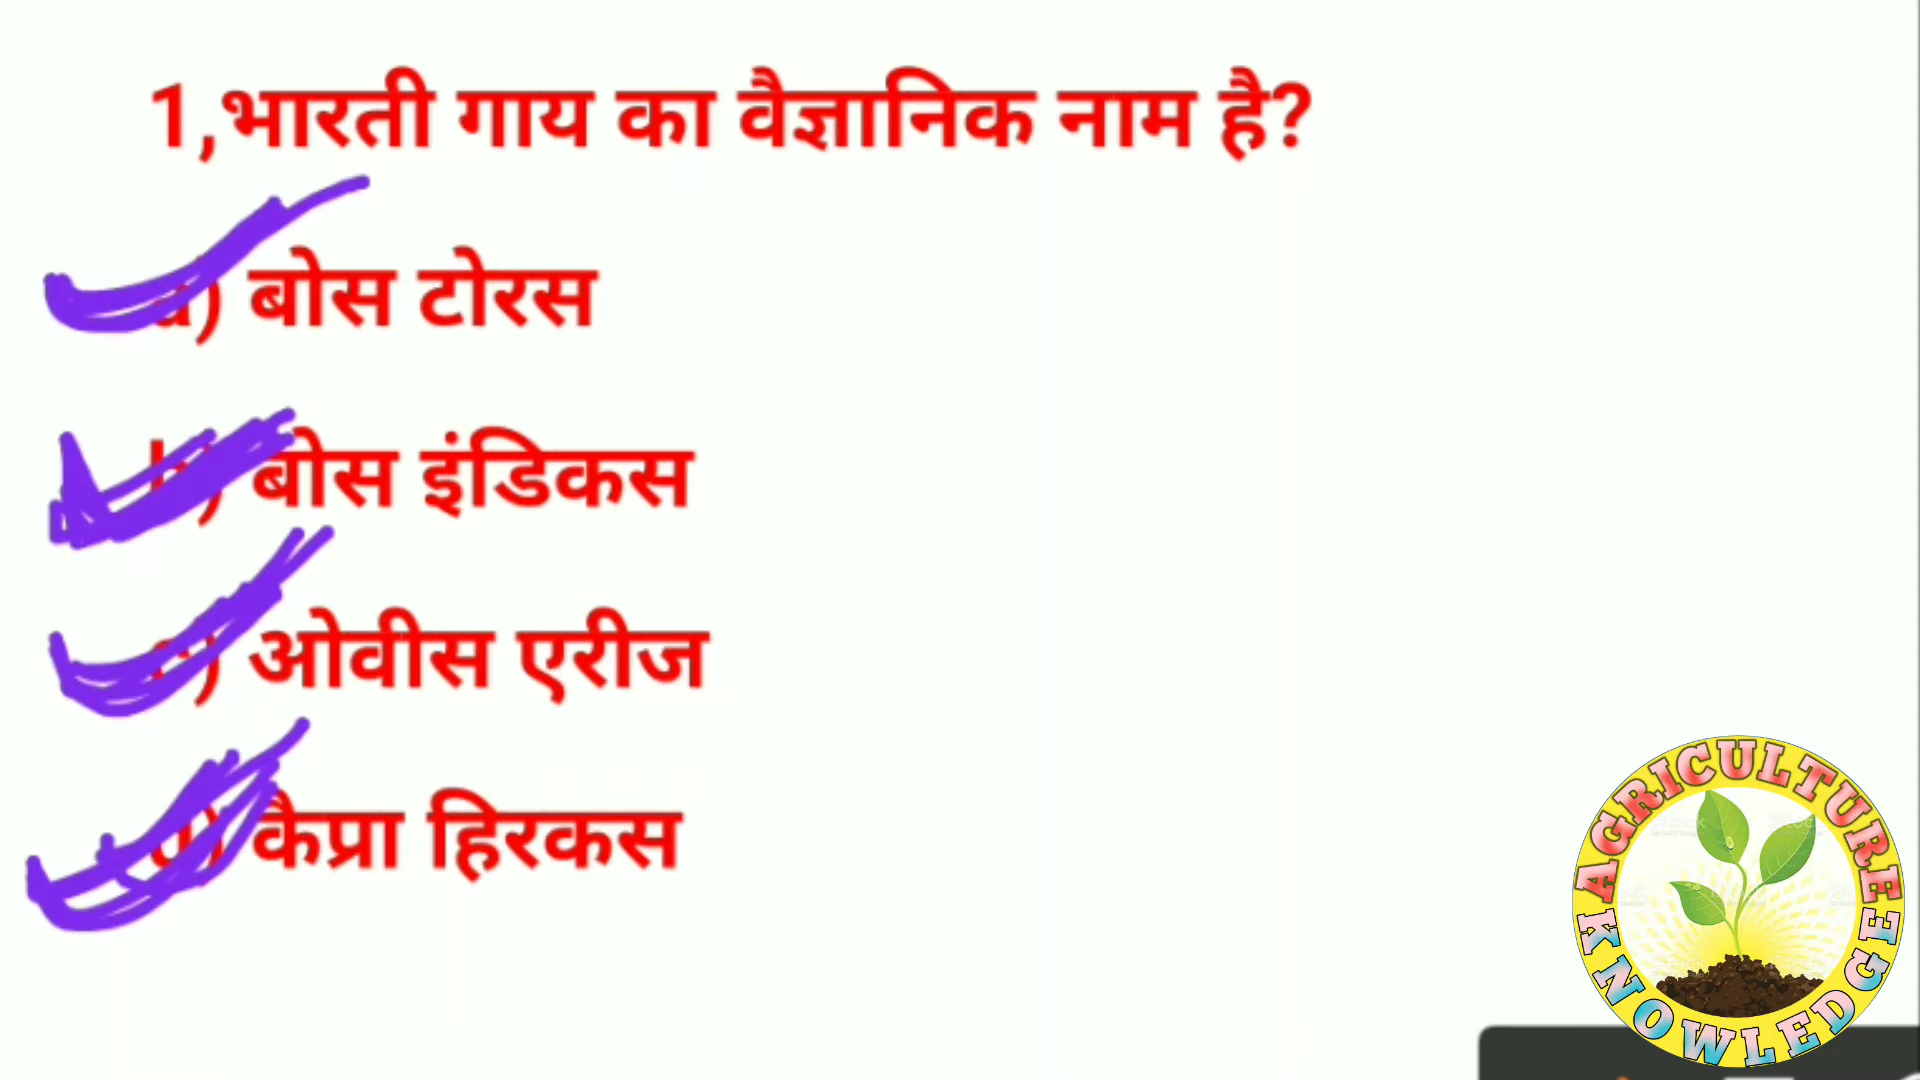 1,भारती गाय का वैज्ञानिक नाम है?
a) बोस टोरस
b) बोस इंडिकस
c) ओवीस एरीज
d) कैप्रा हिरकस
AGRICULTURE
KNOWLEDGE